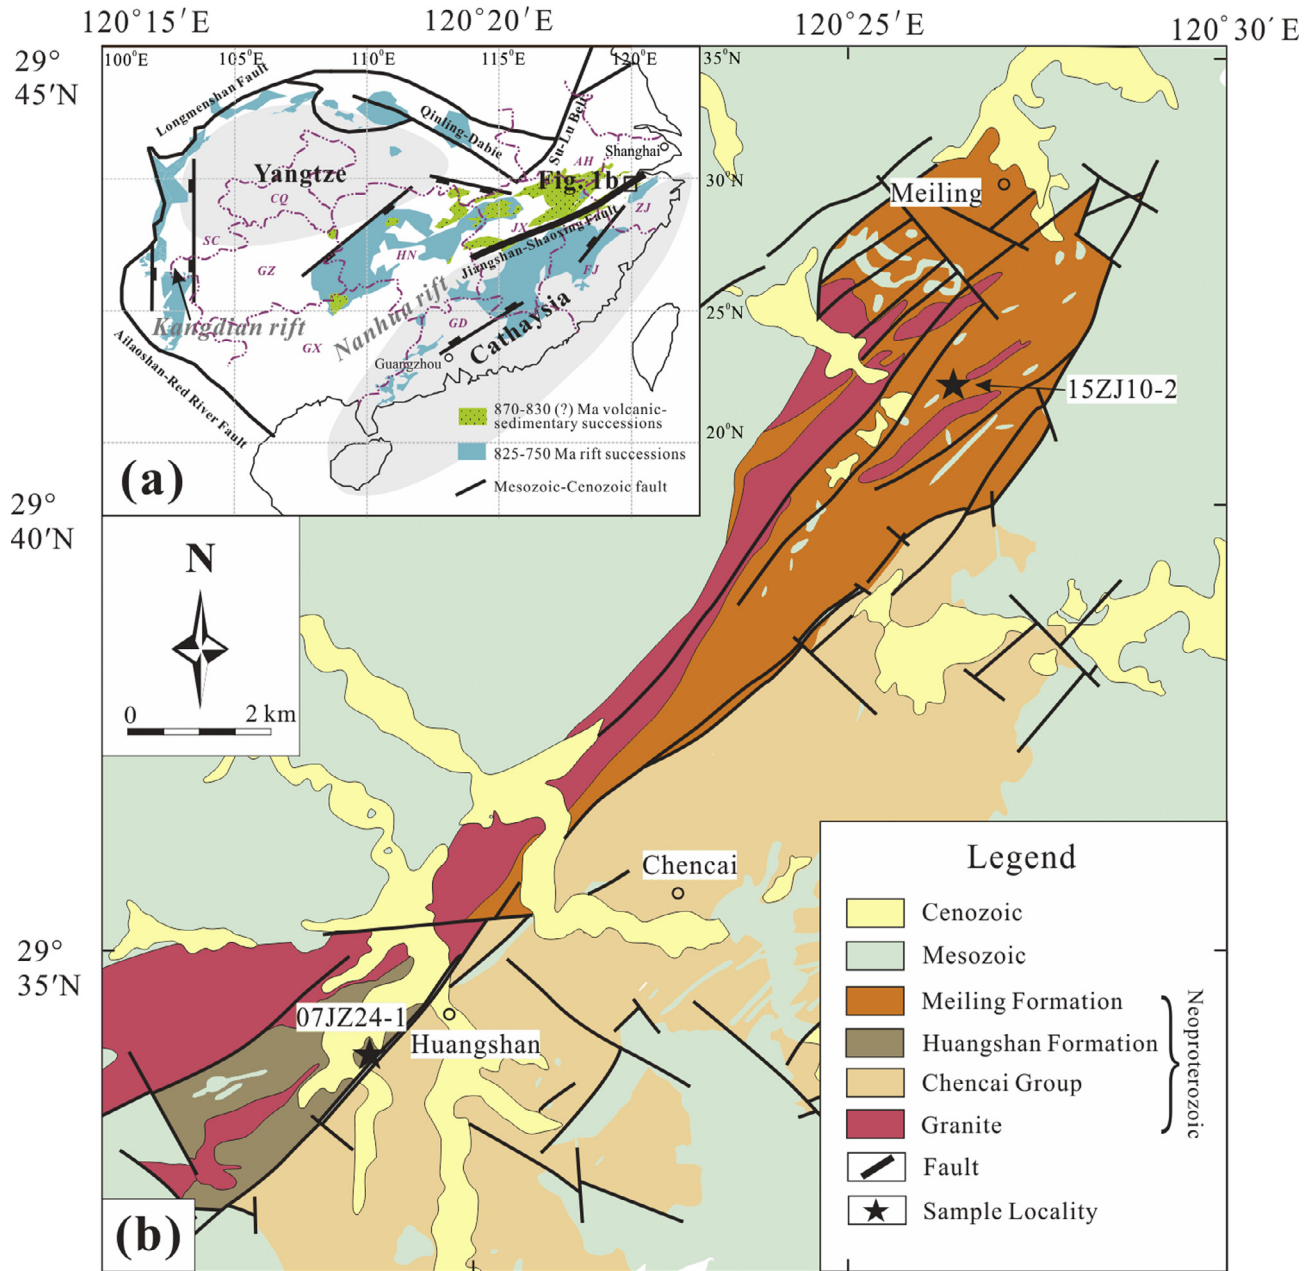 120°15′E
120°20′E
120°25′E
120°30′E
29°
45′N
100°E
105°E
110°E
115°E
120°E
35°N
Longmenshan Fault
Qinling-Dabie
Su-Lu Belt
Shanghai
AH
Yangtze
Fig. 1b
30°N
CQ
ZJ
SC
JX
HN
Jiangshan-Shaoxing Fault
GZ
FJ
Kangdian rift
Nanhua rift
25°N
GD
Cathaysia
GX
Ailaoshan-Red River Fault
Guangzhou
870-830 (?) Ma volcanic-
sedimentary successions
20°N
825-750 Ma rift successions
Mesozoic-Cenozoic fault
(a)
Meiling
15ZJ10-2
29°
40′N
N
0
2 km
Chencai
29°
35′N
07JZ24-1
Huangshan
(b)
Legend
Cenozoic
Mesozoic
Meiling Formation
Huangshan Formation
Chencai Group
Granite
Neoproterozoic
Fault
Sample Locality